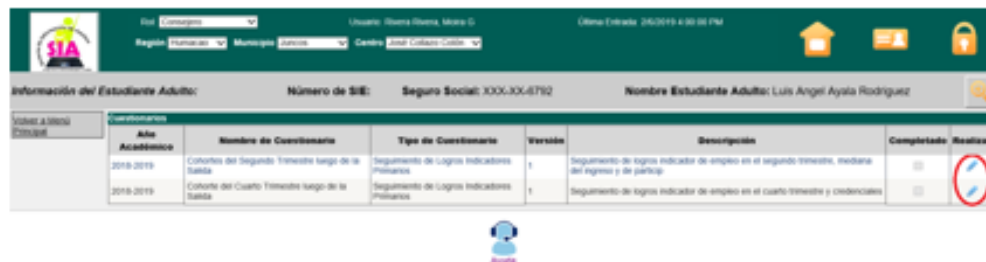 SIA
Rol Consejero Usuario: Rivera Rivera, Moira G. Última Entrada: 2/6/2019 4:00:00 PM
Región Humacao Municipio Juncos Centro José Collazo Colón
Información del Estudiante Adulto: Número de SIE: Seguro Social: XXX-XX-6792 Nombre Estudiante Adulto: Luis Angel Ayala Rodriguez
Volver a Menú Principal
Cuestionarios
Año Académico Nombre de Cuestionario Tipo de Cuestionario Versión Descripción Completado Realizar
2018-2019 Cohortes del Segundo Trimestre luego de la Salida Seguimiento de Logros Indicadores Primarios 1 Seguimiento de logros indicador de empleo en el segundo trimestre, mediana del ingreso y de particip
2018-2019 Cohorte del Cuarto Trimestre luego de la Salida Seguimiento de Logros Indicadores Primarios 1 Seguimiento de logros indicador de empleo en el cuarto trimestre y credenciales
Ayuda